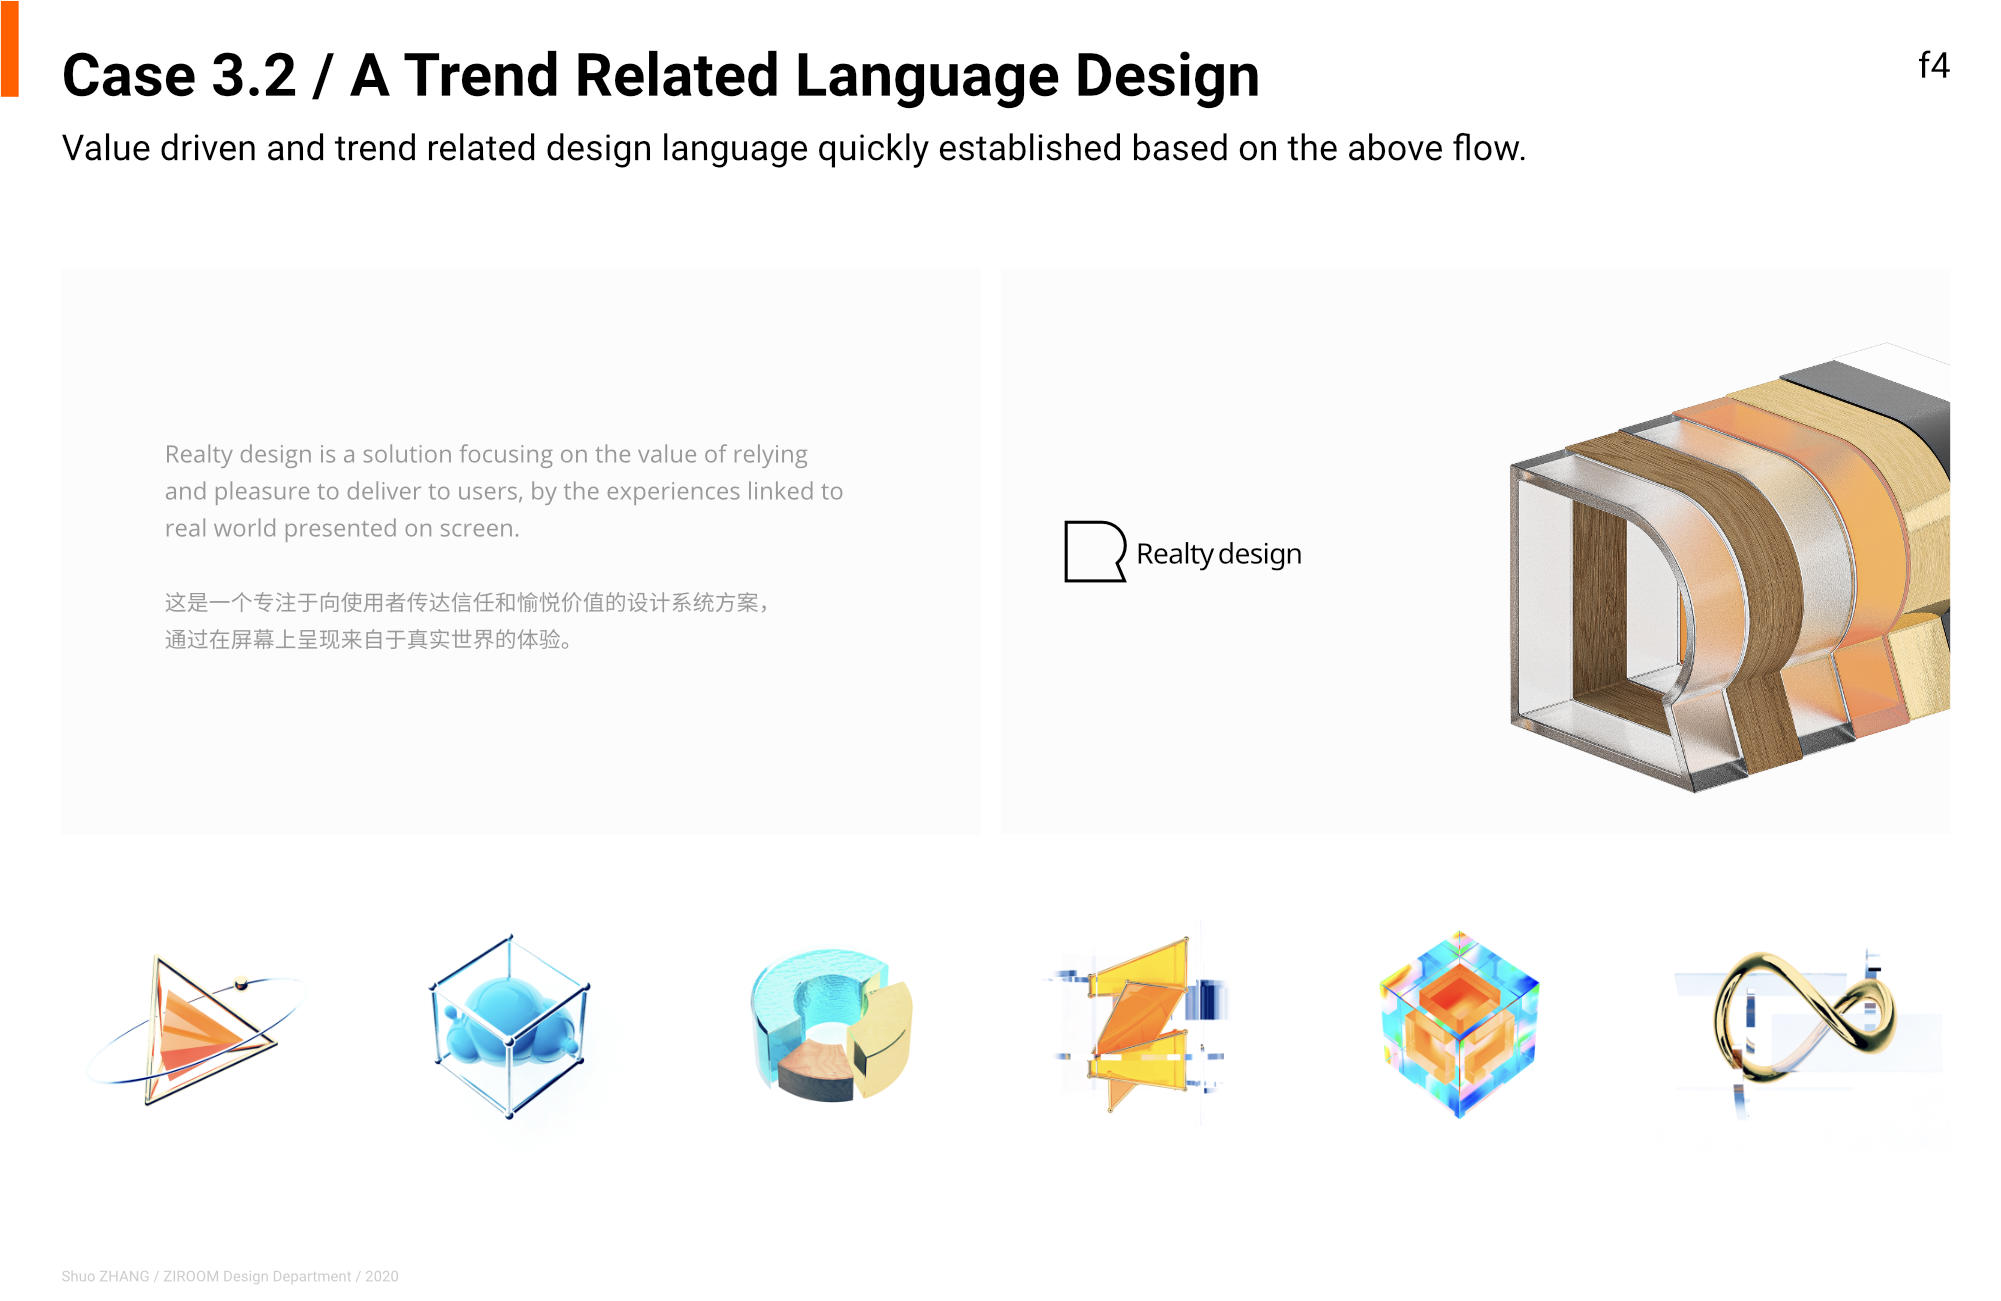 Case 3.2 / A Trend Related Language Design
f4
Value driven and trend related design language quickly established based on the above flow.
Realty design is a solution focusing on the value of relying
and pleasure to deliver to users, by the experiences linked to
real world presented on screen.
这是一个专注于向使用者传达信任和愉悦价值的设计系统方案，
通过在屏幕上呈现来自于真实世界的体验。
Realty design
Shuo ZHANG / ZIROOM Design Department / 2020